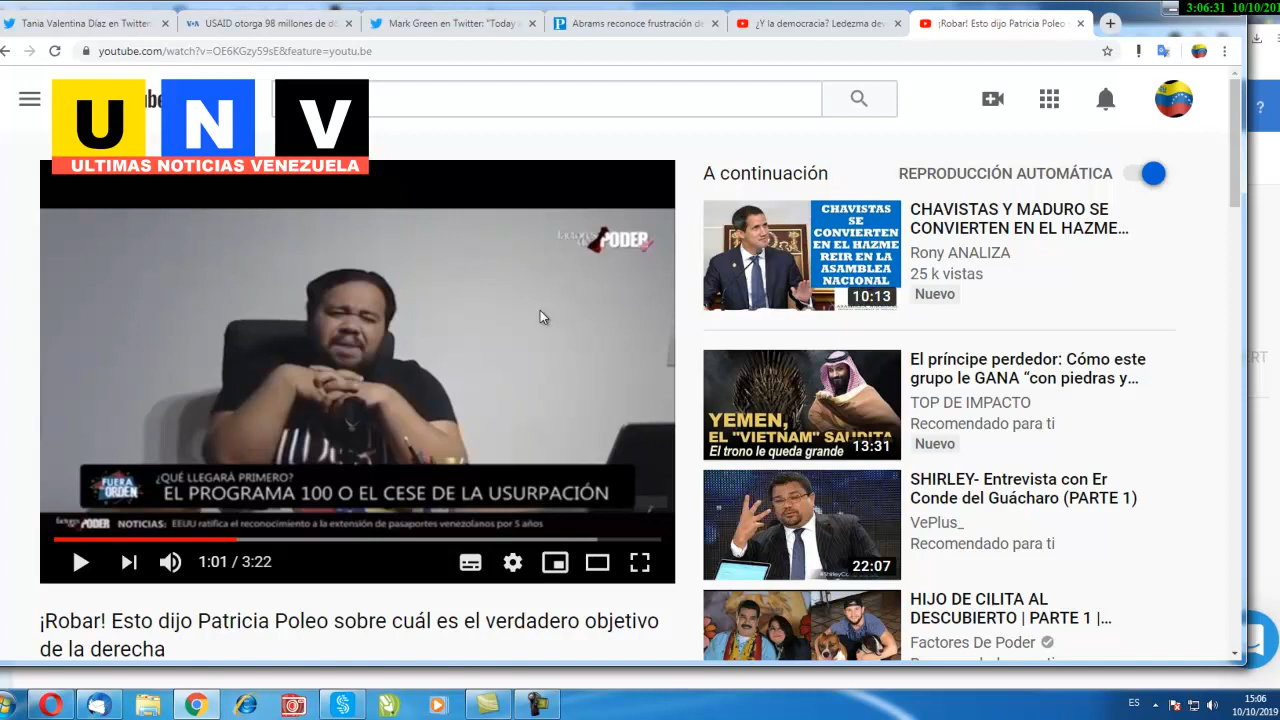 3:06:31 10/10/201
Tania Valentina Díaz en Twitter
USAID otorga 98 millones de dó
Mark Green en Twitter: "Today
Abrams reconoce frustración de
¿Y la democracia? Ledezma dev
¡Robar! Esto dijo Patricia Poleo
youtube.com/watch?v=OE6KGzy59sE&feature=youtu.be
U N V
be
ULTIMAS NOTICIAS VENEZUELA
A continuación
REPRODUCCIÓN AUTOMÁTICA
CHAVISTAS SE CONVIERTEN EN EL HAZME REIR EN LA ASAMBLEA NACIONAL
10:13
CHAVISTAS Y MADURO SE
CONVIERTEN EN EL HAZME…
Rony ANALIZA
25 k vistas
Nuevo
factores de PODER
YEMEN,
EL "VIETNAM" SAUDITA
El trono le queda grande
13:31
El príncipe perdedor: Cómo este
grupo le GANA “con piedras y…
TOP DE IMPACTO
Recomendado para ti
Nuevo
SHIRLEY- Entrevista con Er
Conde del Guácharo (PARTE 1)
VePlus_
Recomendado para ti
22:07
HIJO DE CILITA AL
DESCUBIERTO | PARTE 1 |…
Factores De Poder
FUERA ORDEN
¿QUÉ LLEGARÁ PRIMERO?
EL PROGRAMA 100 O EL CESE DE LA USURPACIÓN
factores de PODER NOTICIAS: EEUU ratifica el reconocimiento a la extensión de pasaportes venezolanos por 5 años
1:01 / 3:22
¡Robar! Esto dijo Patricia Poleo sobre cuál es el verdadero objetivo
de la derecha
ES
15:06
10/10/2019